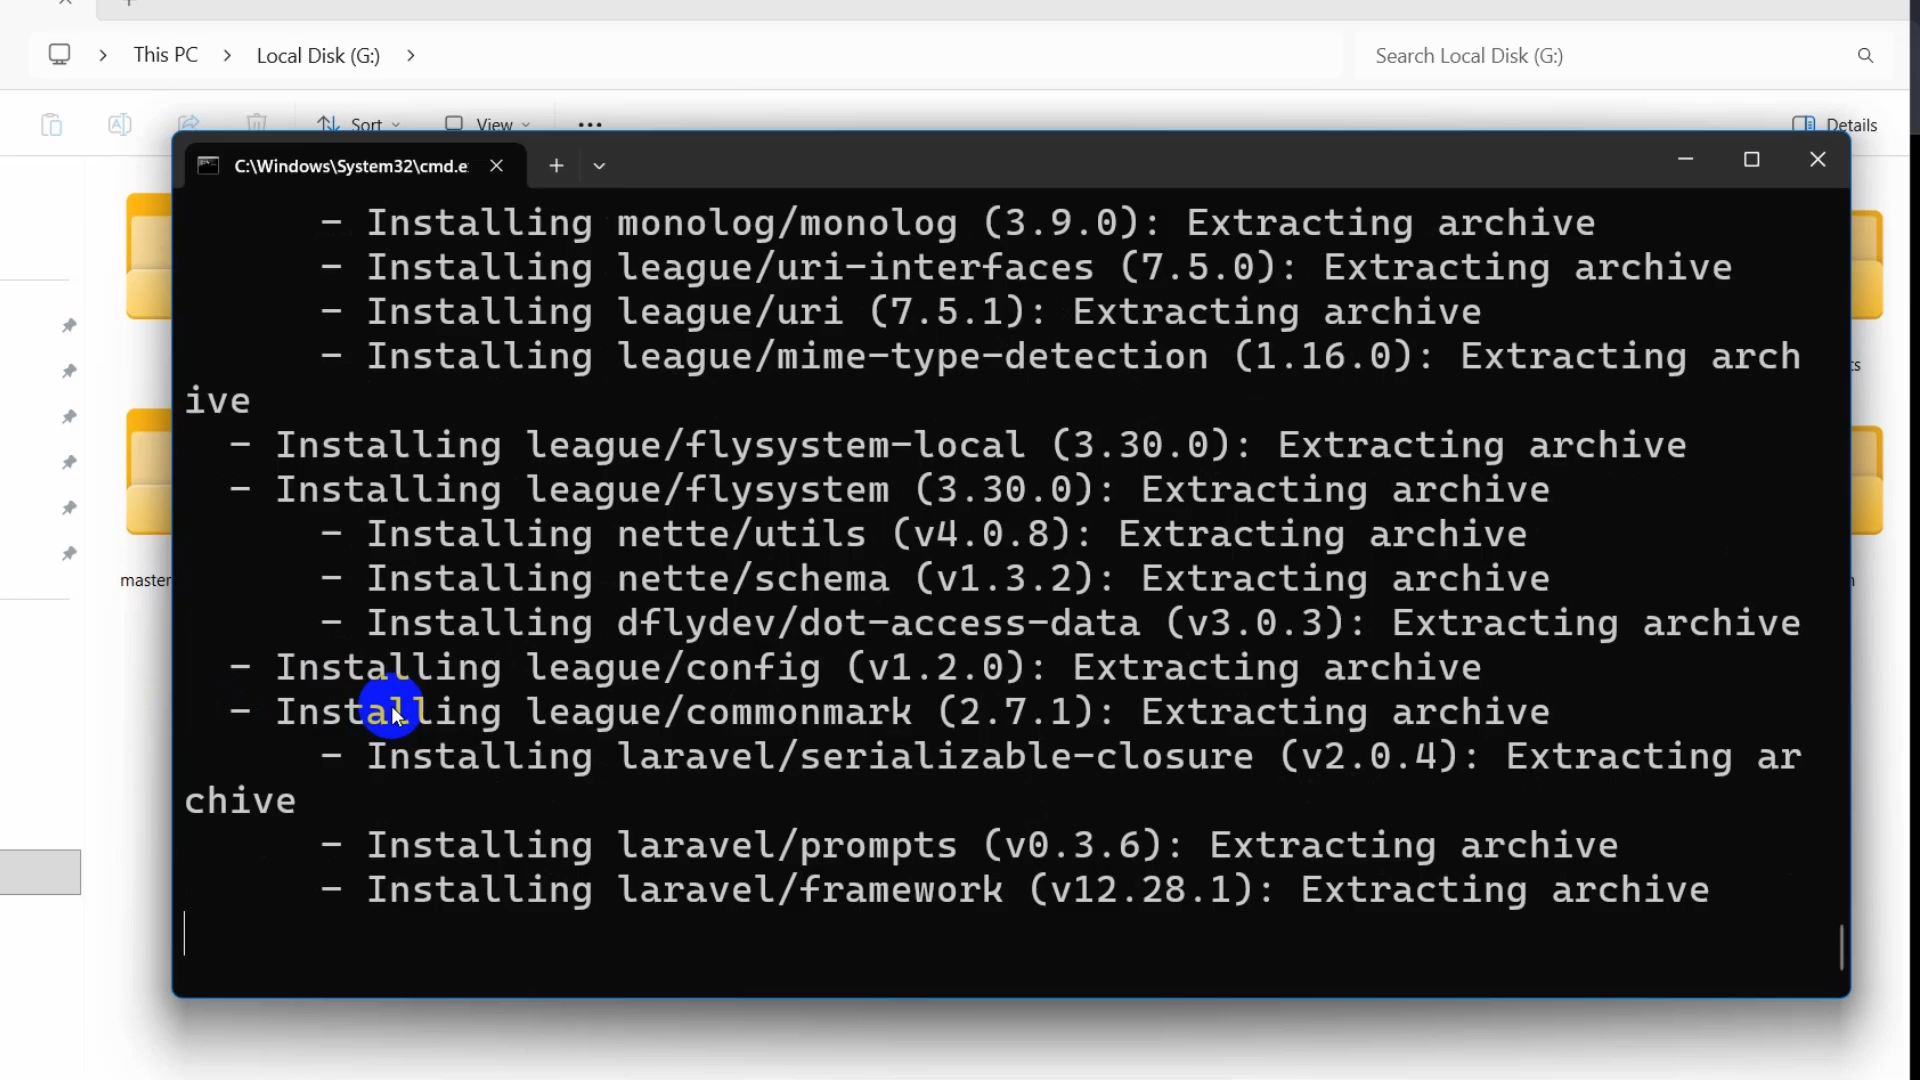 This PC
Local Disk (G:)
Search Local Disk (G:)
Sort
View
Details
C:\Windows\System32\cmd.e
- Installing monolog/monolog (3.9.0): Extracting archive
- Installing league/uri-interfaces (7.5.0): Extracting archive
- Installing league/uri (7.5.1): Extracting archive
- Installing league/mime-type-detection (1.16.0): Extracting arch
ive
- Installing league/flysystem-local (3.30.0): Extracting archive
- Installing league/flysystem (3.30.0): Extracting archive
- Installing nette/utils (v4.0.8): Extracting archive
- Installing nette/schema (v1.3.2): Extracting archive
- Installing dflydev/dot-access-data (v3.0.3): Extracting archive
- Installing league/config (v1.2.0): Extracting archive
- Installing league/commonmark (2.7.1): Extracting archive
- Installing laravel/serializable-closure (v2.0.4): Extracting ar
chive
- Installing laravel/prompts (v0.3.6): Extracting archive
- Installing laravel/framework (v12.28.1): Extracting archive
master